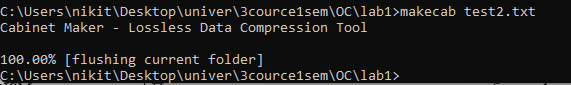 C:\Users\nikit\Desktop\univer\3cource1sem\OC\lab1>makecab test2.txt
Cabinet Maker - Lossless Data Compression Tool
100.00% [flushing current folder]
C:\Users\nikit\Desktop\univer\3cource1sem\OC\lab1>